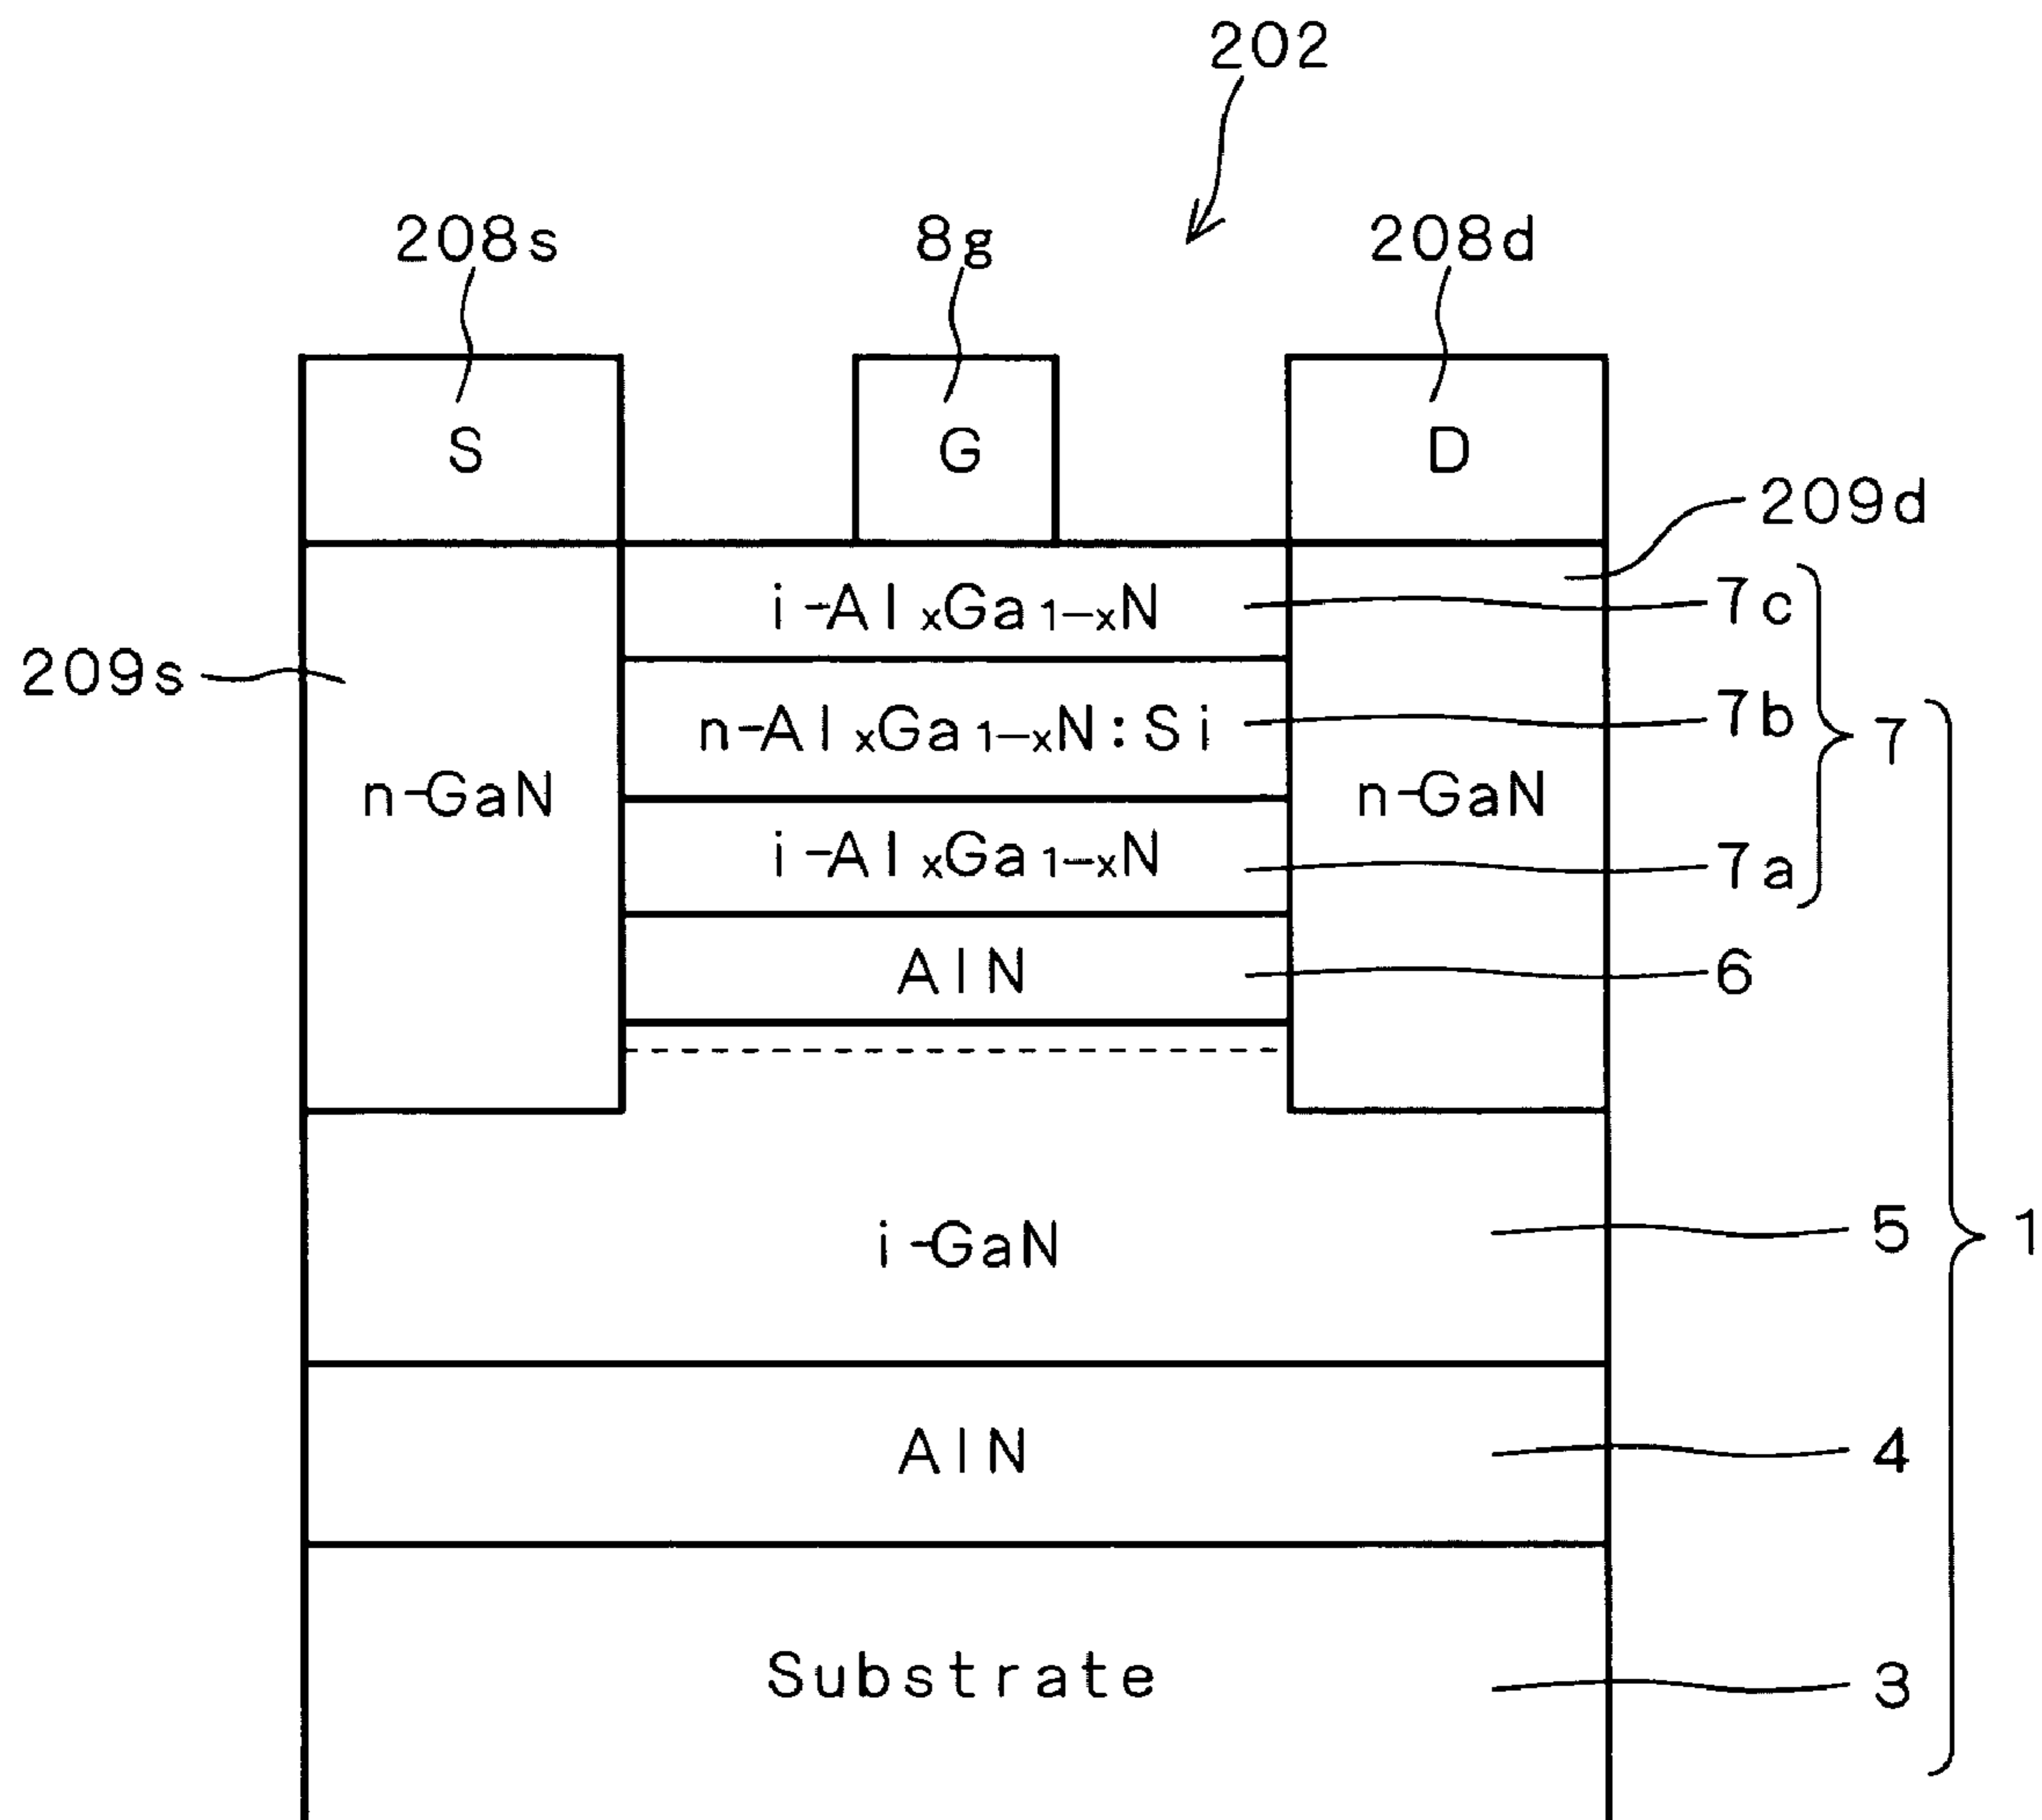 202
208s 8g 208d
S G D
209d
i-AlxGa1-xN 7c
209s
n-AlxGa1-xN:Si 7b
7
n-GaN n-GaN
i-AlxGa1-xN 7a
AlN 6
i-GaN 5
1
AlN 4
Substrate 3